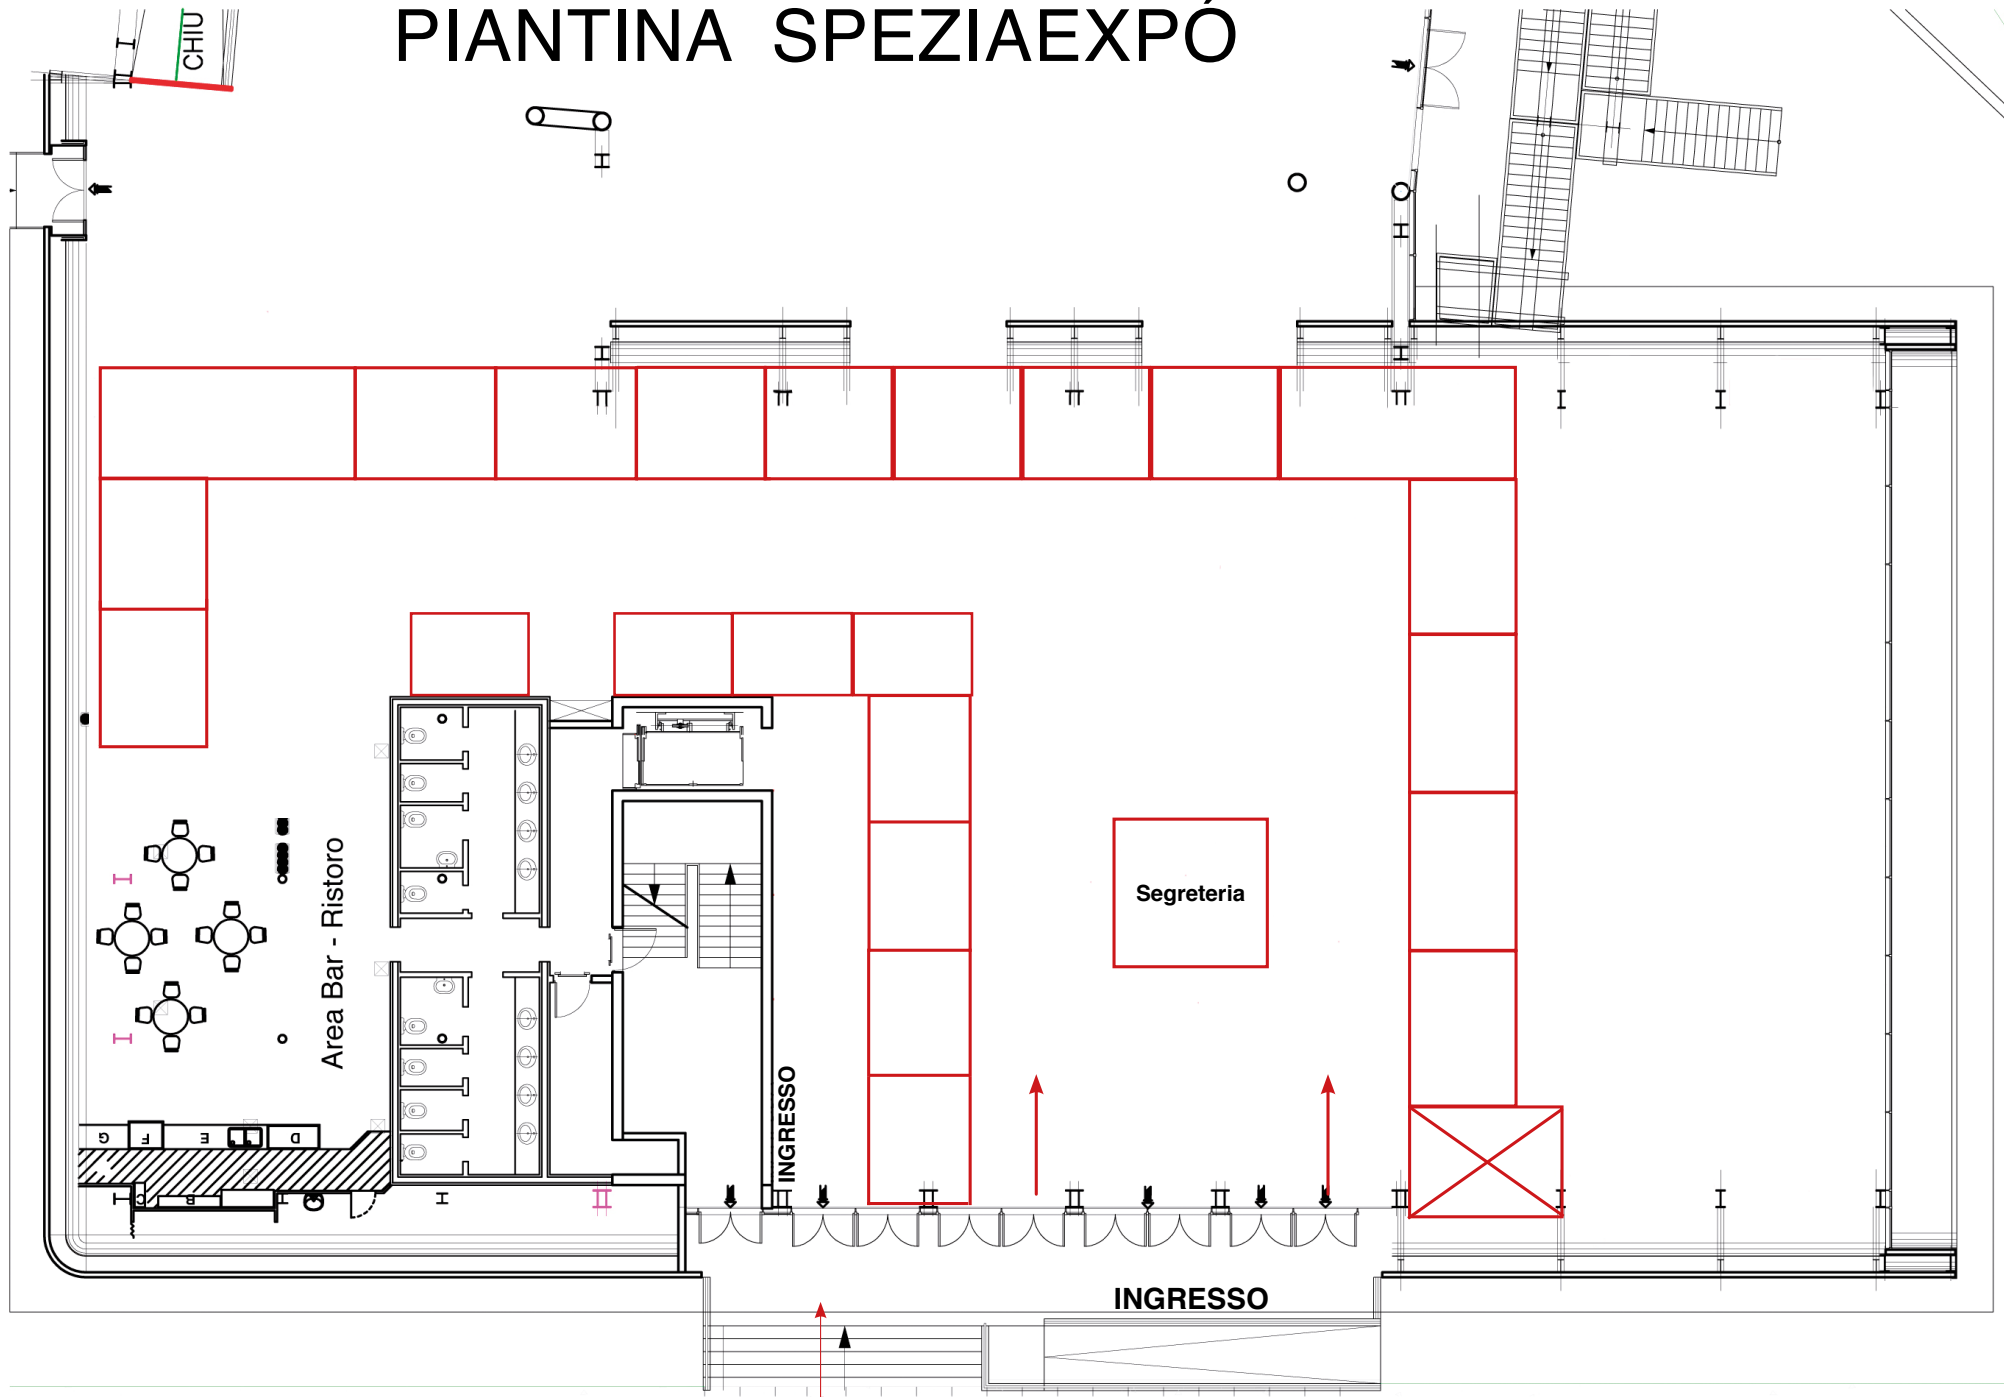 PIANTINA SPEZIAEXPÓ
CHIU
Area Bar - Ristoro
Segreteria
INGRESSO
G F E D
C B
INGRESSO